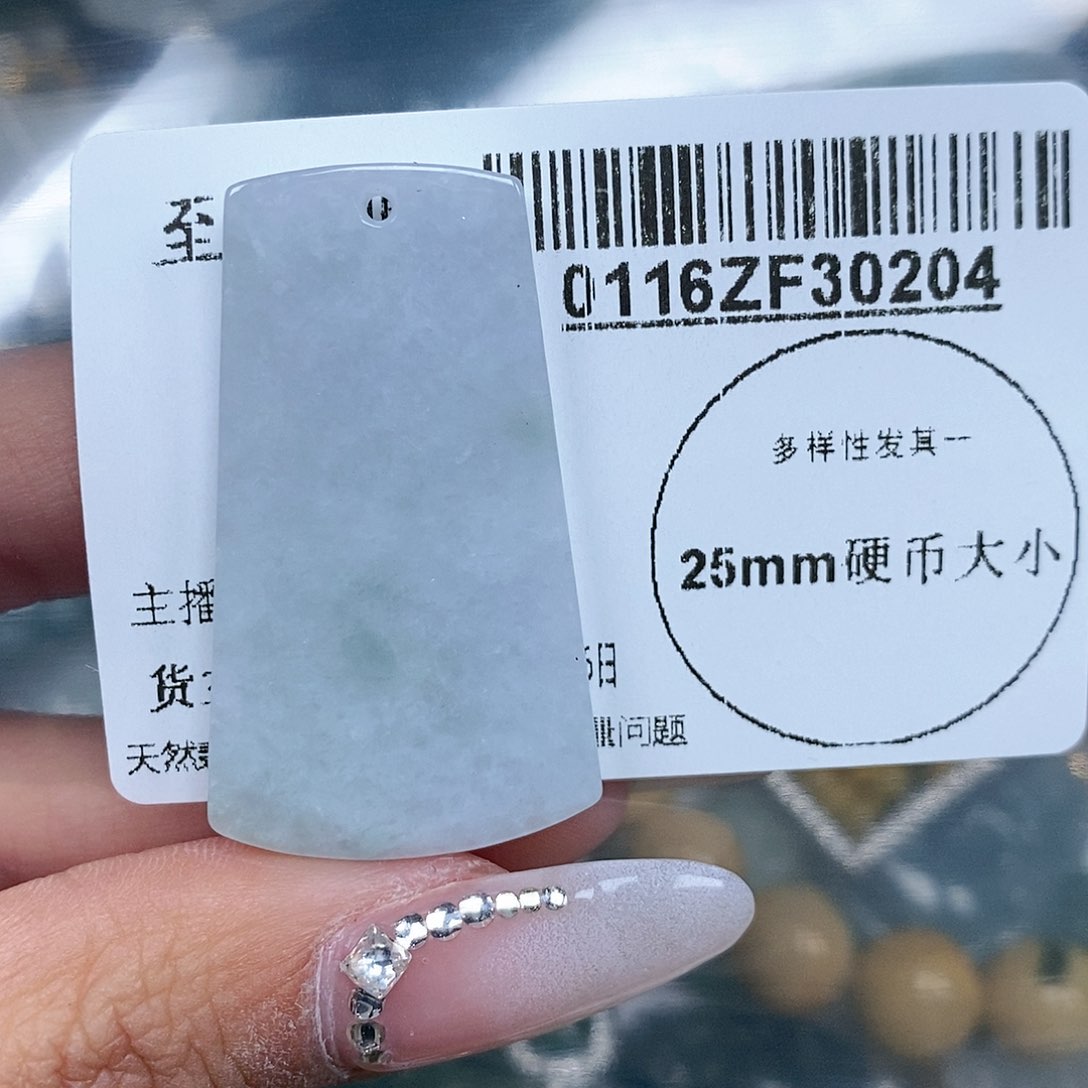 至
0116ZF30204
多样性发其一
25mm硬币大小
主播
货
日
天然
问题